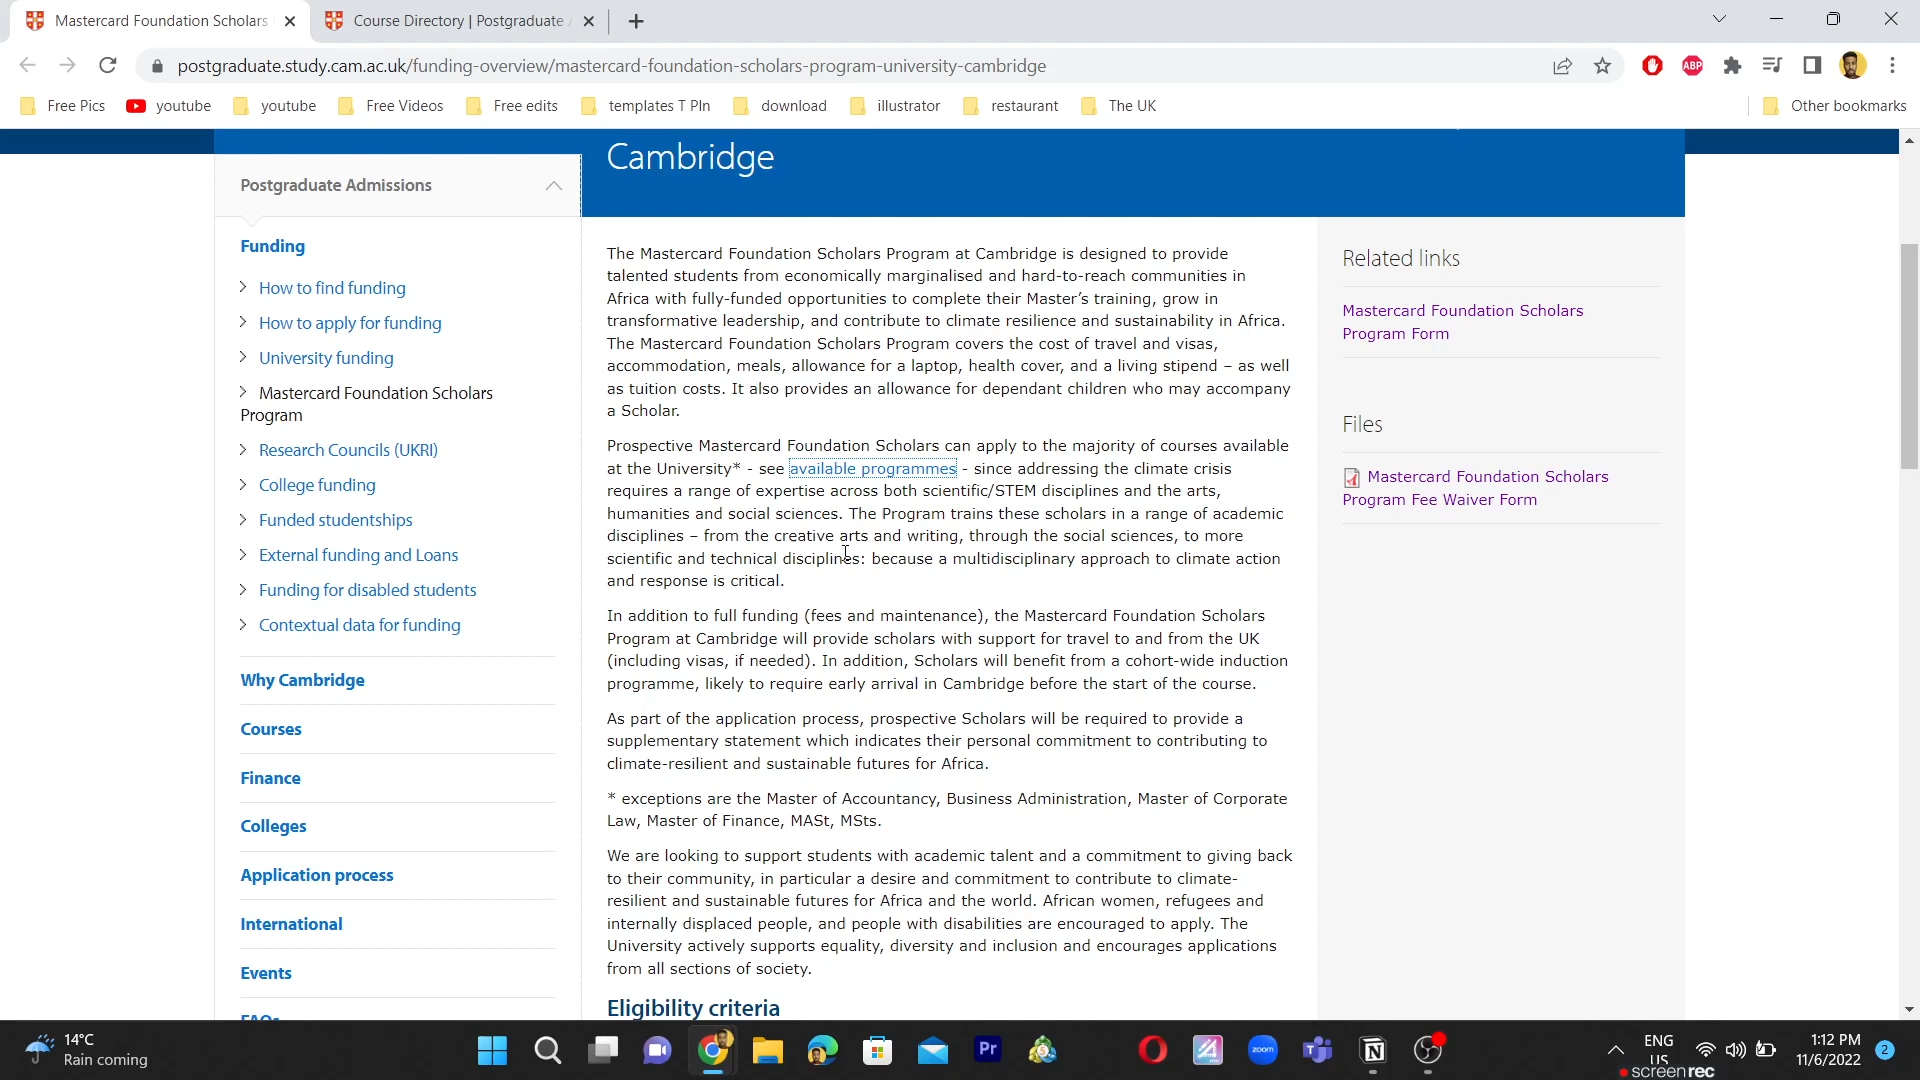 Mastercard Foundation Scholars
Course Directory | Postgraduate
postgraduate.study.cam.ac.uk/funding-overview/mastercard-foundation-scholars-program-university-cambridge
ABP
Free Pics
youtube
youtube
Free Videos
Free edits
templates T Pln
download
illustrator
restaurant
The UK
Other bookmarks
Cambridge
Postgraduate Admissions
Funding
How to find funding
How to apply for funding
University funding
Mastercard Foundation Scholars
Program
Research Councils (UKRI)
College funding
Funded studentships
External funding and Loans
Funding for disabled students
Contextual data for funding
Why Cambridge
Courses
Finance
Colleges
Application process
International
Events
FAQs
The Mastercard Foundation Scholars Program at Cambridge is designed to provide
talented students from economically marginalised and hard-to-reach communities in
Africa with fully-funded opportunities to complete their Master’s training, grow in
transformative leadership, and contribute to climate resilience and sustainability in Africa.
The Mastercard Foundation Scholars Program covers the cost of travel and visas,
accommodation, meals, allowance for a laptop, health cover, and a living stipend – as well
as tuition costs. It also provides an allowance for dependant children who may accompany
a Scholar.
Prospective Mastercard Foundation Scholars can apply to the majority of courses available
at the University* - see available programmes - since addressing the climate crisis
requires a range of expertise across both scientific/STEM disciplines and the arts,
humanities and social sciences. The Program trains these scholars in a range of academic
disciplines – from the creative arts and writing, through the social sciences, to more
scientific and technical disciplines: because a multidisciplinary approach to climate action
and response is critical.
In addition to full funding (fees and maintenance), the Mastercard Foundation Scholars
Program at Cambridge will provide scholars with support for travel to and from the UK
(including visas, if needed). In addition, Scholars will benefit from a cohort-wide induction
programme, likely to require early arrival in Cambridge before the start of the course.
As part of the application process, prospective Scholars will be required to provide a
supplementary statement which indicates their personal commitment to contributing to
climate-resilient and sustainable futures for Africa.
* exceptions are the Master of Accountancy, Business Administration, Master of Corporate
Law, Master of Finance, MASt, MSts.
We are looking to support students with academic talent and a commitment to giving back
to their community, in particular a desire and commitment to contribute to climate-
resilient and sustainable futures for Africa and the world. African women, refugees and
internally displaced people, and people with disabilities are encouraged to apply. The
University actively supports equality, diversity and inclusion and encourages applications
from all sections of society.
Eligibility criteria
Related links
Mastercard Foundation Scholars
Program Form
Files
Mastercard Foundation Scholars
Program Fee Waiver Form
14°C
Rain coming
Pr
zoom
ENG
US
1:12 PM
11/6/2022
2
screenrec